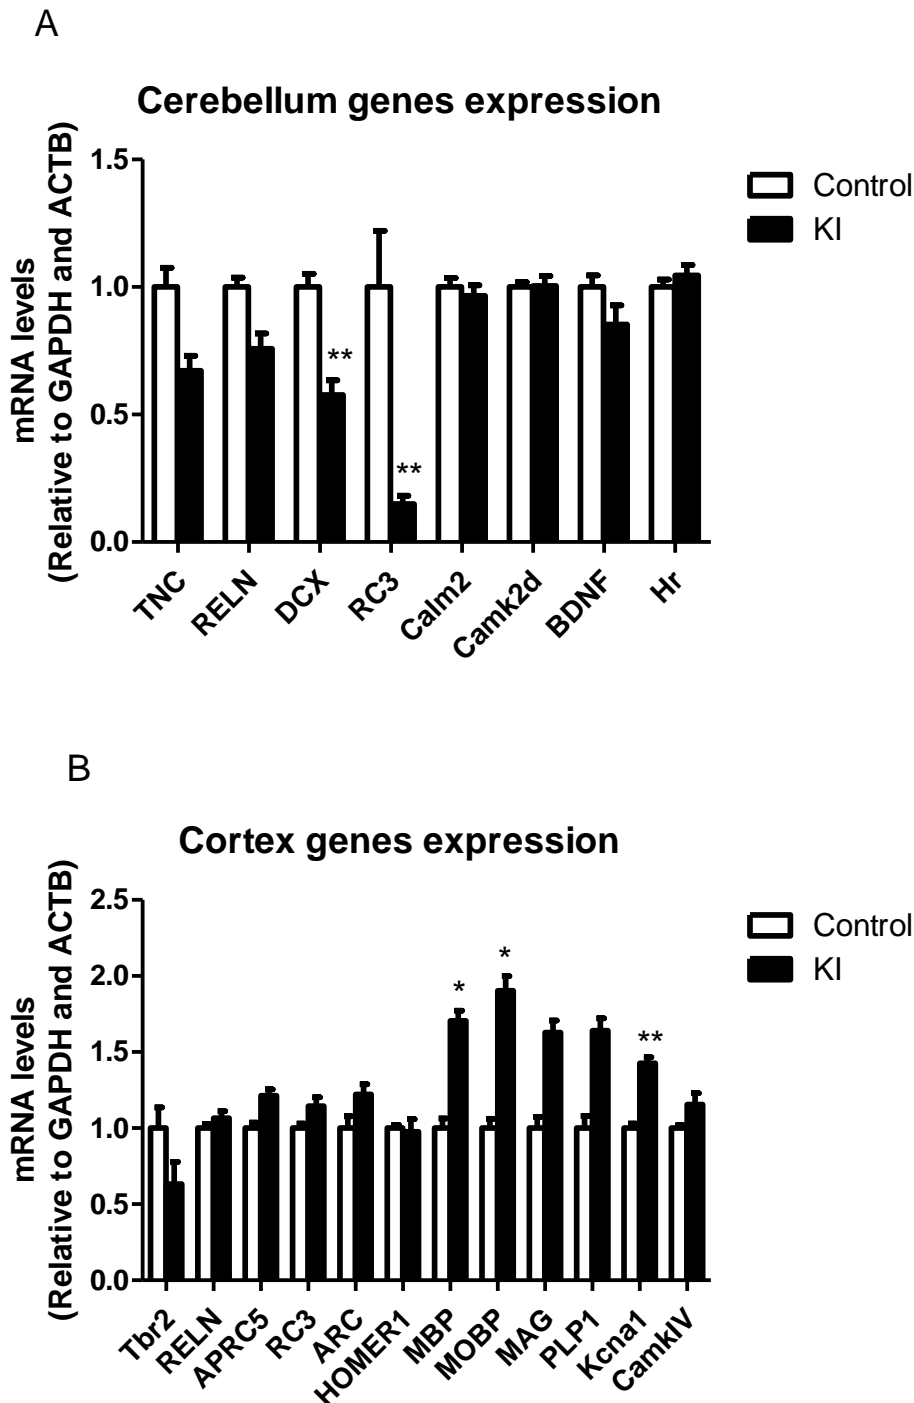 A
Cerebellum genes expression
mRNA levels
(Relative to GAPDH and ACTB)
1.5
1.0
0.5
0.0
**
**
TNC
RELN
DCX
RC3
Calm2
Camk2d
BDNF
Hr
Control
KI
B
Cortex genes expression
mRNA levels
(Relative to GAPDH and ACTB)
2.5
2.0
1.5
1.0
0.5
0.0
*
*
**
Tbr2
RELN
APRC5
RC3
ARC
HOMER1
MBP
MOBP
MAG
PLP1
Kcna1
CamkIV
Control
KI